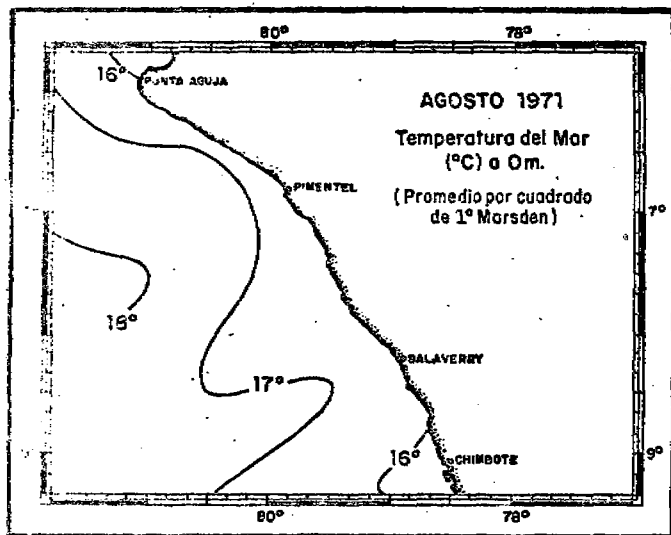 80° 78°
16° PUNTA AGUJA
AGOSTO 1971
Temperatura del Mar
(°C) a 0m.
(Promedio por cuadrado
de 1° Marsden)
PIMENTEL
7°
18°
SALAVERRY
17°
16° CHIMBOTE
9°
80° 78°